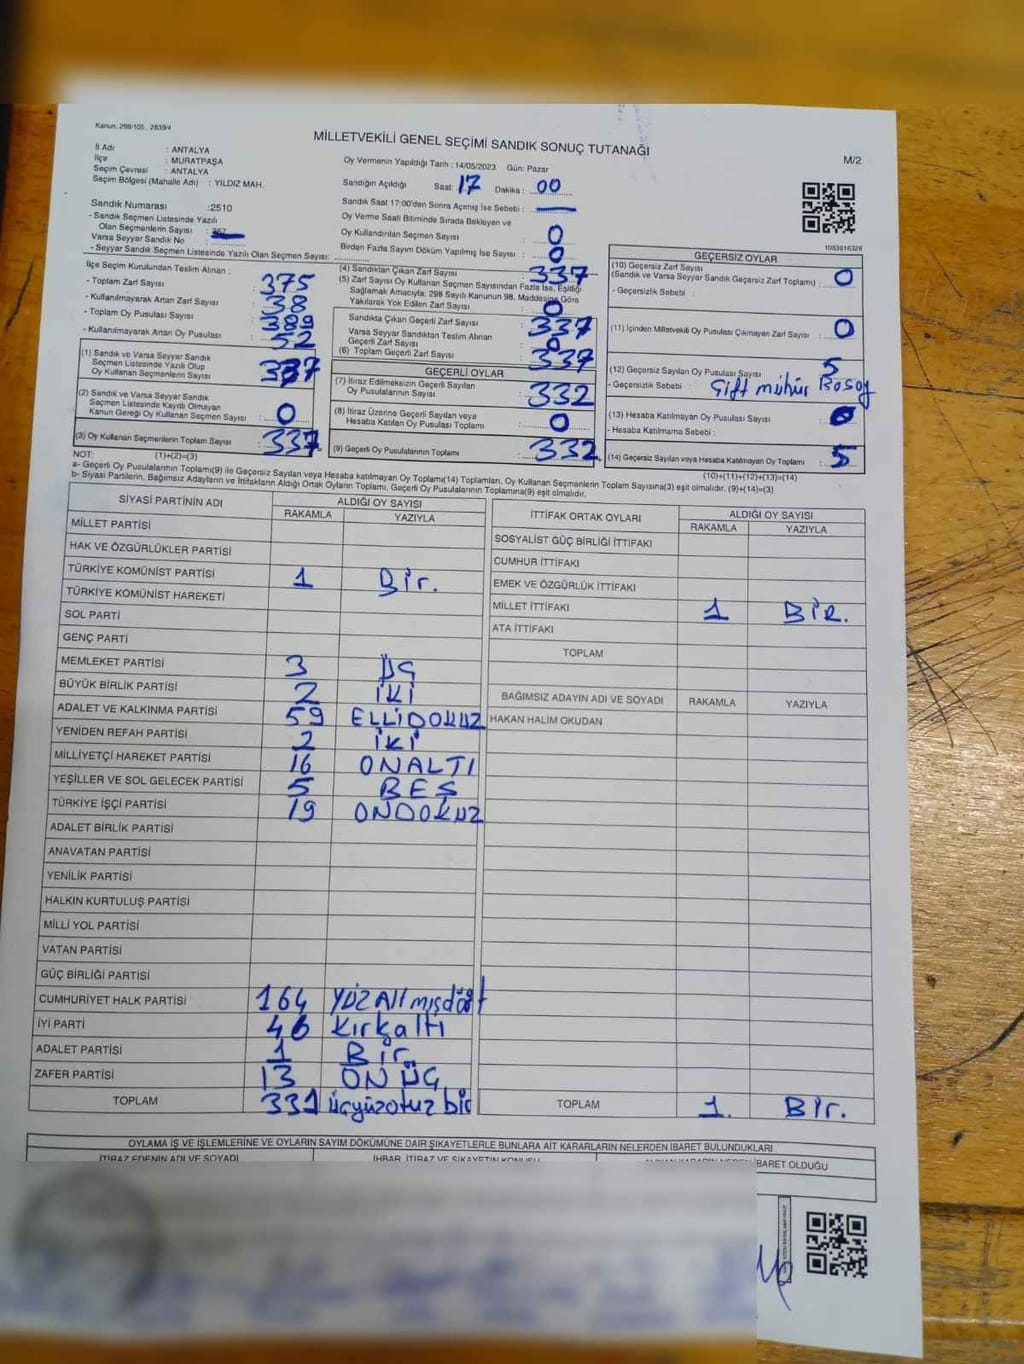 Kanun: 298/105 , 2839/4
MİLLETVEKİLİ GENEL SEÇİMİ SANDIK SONUÇ TUTANAĞI
M/2
İl Adı : ANTALYA
İlçe : MURATPAŞA
Seçim Çevresi : ANTALYA
Seçim Bölgesi (Mahalle Adı) : YILDIZ MAH.
Oy Vermenin Yapıldığı Tarih : 14/05/2023 Gün: Pazar
Sandığın Açıldığı Saat: 17 Dakika : 00
Sandık Saat 17:00'den Sonra Açılmış İse Sebebi :
Oy Verme Saati Bitiminde Sırada Bekleyen ve
Oy Kullandırılan Seçmen Sayısı : 0
Birden Fazla Sayım Döküm Yapılmış İse Sayısı : 0
Sandık Numarası :2510
- Sandık Seçmen Listesinde Yazılı
Olan Seçmenlerin Sayısı :
Varsa Seyyar Sandık No :
- Seyyar Sandık Seçmen Listesinde Yazılı Olan Seçmen Sayısı:
1083816328
İlçe Seçim Kurulundan Teslim Alınan ;
- Toplam Zarf Sayısı : 375
- Kullanılmayarak Artan Zarf Sayısı : 38
- Toplam Oy Pusulası Sayısı : 389
- Kullanılmayarak Artan Oy Pusulası : 52
(1) Sandık ve Varsa Seyyar Sandık
Seçmen Listesinde Yazılı Olup
Oy Kullanan Seçmenlerin Sayısı : 337
(2) Sandık ve Varsa Seyyar Sandık
Seçmen Listesinde Kayıtlı Olmayan
Kanun Gereği Oy Kullanan Seçmen Sayısı : 0
(3) Oy Kullanan Seçmenlerin Toplam Sayısı : 337
(4) Sandıktan Çıkan Zarf Sayısı : 337
(5) Zarf Sayısı Oy Kullanan Seçmen Sayısından Fazla İse, Eşitliği
Sağlamak Amacıyla, 298 Sayılı Kanunun 98. Maddesine Göre
Yakılarak Yok Edilen Zarf Sayısı : 0
Sandıkta Çıkan Geçerli Zarf Sayısı : 337
Varsa Seyyar Sandıktan Teslim Alınan
Geçerli Zarf Sayısı : 0
(6) Toplam Geçerli Zarf Sayısı : 337
GEÇERLİ OYLAR
(7) İtiraz Edilmeksizin Geçerli Sayılan
Oy Pusulalarının Sayısı : 332
(8) İtiraz Üzerine Geçerli Sayılan veya
Hesaba Katılan Oy Pusulası Toplamı : 0
(9) Geçerli Oy Pusulalarının Toplamı : 332
GEÇERSİZ OYLAR
(10) Geçersiz Zarf Sayısı
(Sandık ve Varsa Seyyar Sandık Geçersiz Zarf Toplamı) : 0
- Geçersizlik Sebebi :
(11) İçinden Milletvekili Oy Pusulası Çıkmayan Zarf Sayısı : 0
(12) Geçersiz Sayılan Oy Pusulası Sayısı : 5
- Geçersizlik Sebebi : Çift mühür
(13) Hesaba Katılmayan Oy Pusulası Sayısı : 0
- Hesaba Katılmama Sebebi :
(14) Geçersiz Sayılan veya Hesaba Katılmayan Oy Toplamı : 5
NOT: (1)+(2)=(3)
(10)+(11)+(12)+(13)=(14)
a- Geçerli Oy Pusulaları Toplamı(9) ile Geçersiz Sayılan veya Hesaba katılmayan Oy Toplamı(14) Toplamları, Oy Kullanan Seçmenlerin Toplam Sayısına(3) eşit olmalıdır. (9)+(14)=(3)
b- Siyasi Partilerin, Bağımsız Adayların ve İttifakların Aldığı Ortak Oyların Toplamı, Geçerli Oy Pusulalarının Toplamına(9) eşit olmalıdır.
SİYASİ PARTİNİN ADI ALDIĞI OY SAYISI
RAKAMLA YAZIYLA
MİLLET PARTİSİ
HAK VE ÖZGÜRLÜKLER PARTİSİ
TÜRKİYE KOMÜNİST PARTİSİ 1 Bir.
TÜRKİYE KOMÜNİST HAREKETİ
SOL PARTİ
GENÇ PARTİ
MEMLEKET PARTİSİ 3 ÜÇ
BÜYÜK BİRLİK PARTİSİ 2 İKİ
ADALET VE KALKINMA PARTİSİ 59 ELLİDOKUZ
YENİDEN REFAH PARTİSİ 2 İKİ
MİLLİYETÇİ HAREKET PARTİSİ 16 ONALTI
YEŞİLLER VE SOL GELECEK PARTİSİ 5 BEŞ
TÜRKİYE İŞÇİ PARTİSİ 19 ONDOKUZ
ADALET BİRLİK PARTİSİ
ANAVATAN PARTİSİ
YENİLİK PARTİSİ
HALKIN KURTULUŞ PARTİSİ
MİLLİ YOL PARTİSİ
VATAN PARTİSİ
GÜÇ BİRLİĞİ PARTİSİ
CUMHURİYET HALK PARTİSİ 164 YÜZ Altmışdört
İYİ PARTİ 46 Kırkaltı
ADALET PARTİSİ 1 Bir
ZAFER PARTİSİ 13 ON ÜÇ
TOPLAM 331 üçyüzotuz bir
İTTİFAK ORTAK OYLARI ALDIĞI OY SAYISI
RAKAMLA YAZIYLA
SOSYALİST GÜÇ BİRLİĞİ İTTİFAKI
CUMHUR İTTİFAKI
EMEK VE ÖZGÜRLÜK İTTİFAKI
MİLLET İTTİFAKI 1 BİR.
ATA İTTİFAKI
TOPLAM
BAĞIMSIZ ADAYIN ADI VE SOYADI RAKAMLA YAZIYLA
HAKAN HALİM OKUDAN
TOPLAM 1. Bir.
OYLAMA İŞ VE İŞLEMLERİNE VE OYLARIN SAYIM DÖKÜMÜNE DAİR ŞİKAYETLERLE BUNLARA AİT KARARLARIN NELERDEN İBARET BULUNDUKLARI
İTİRAZ EDENİN ADI VE SOYADI İHBAR, İTİRAZ VE ŞİKAYETİN KONUSU İBARET OLDUĞU